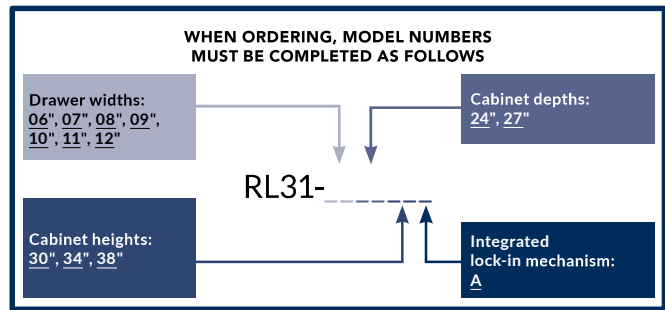 WHEN ORDERING, MODEL NUMBERS
MUST BE COMPLETED AS FOLLOWS
Drawer widths:
06", 07", 08", 09",
10", 11", 12"
Cabinet depths:
24", 27"
RL31-_ _ _ _ _ _ _
Cabinet heights:
30", 34", 38"
Integrated
lock-in mechanism:
A